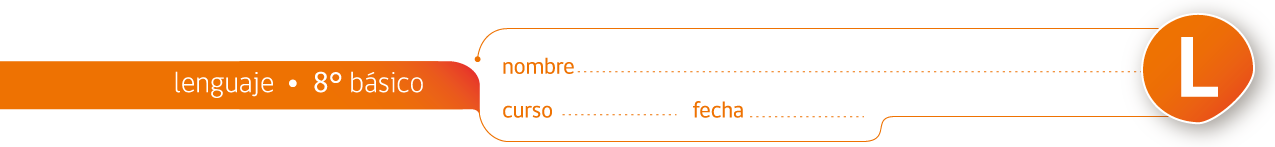 lenguaje • 8° básico
nombre
curso fecha
L